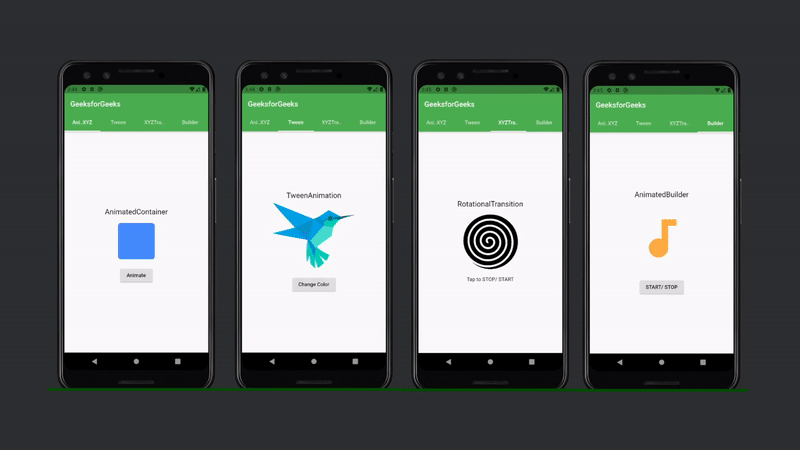 GeeksforGeeks
Ani..XYZ Tween XYZTra.. Builder
AnimatedContainer
Animate
GeeksforGeeks
Ani..XYZ Tween XYZTra.. Builder
TweenAnimation
Change Color
GeeksforGeeks
Ani..XYZ Tween XYZTra.. Builder
RotationalTransition
Tap to STOP/ START
GeeksforGeeks
Ani..XYZ Tween XYZTra.. Builder
AnimatedBuilder
START/ STOP